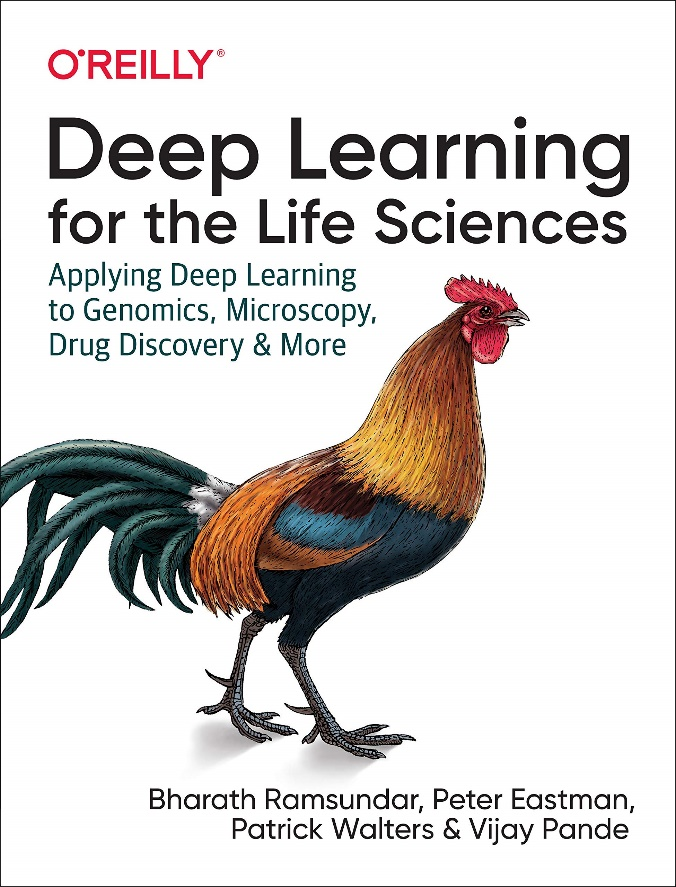 O'REILLY®
Deep Learning
for the Life Sciences
Applying Deep Learning
to Genomics, Microscopy,
Drug Discovery & More
Bharath Ramsundar, Peter Eastman,
Patrick Walters & Vijay Pande